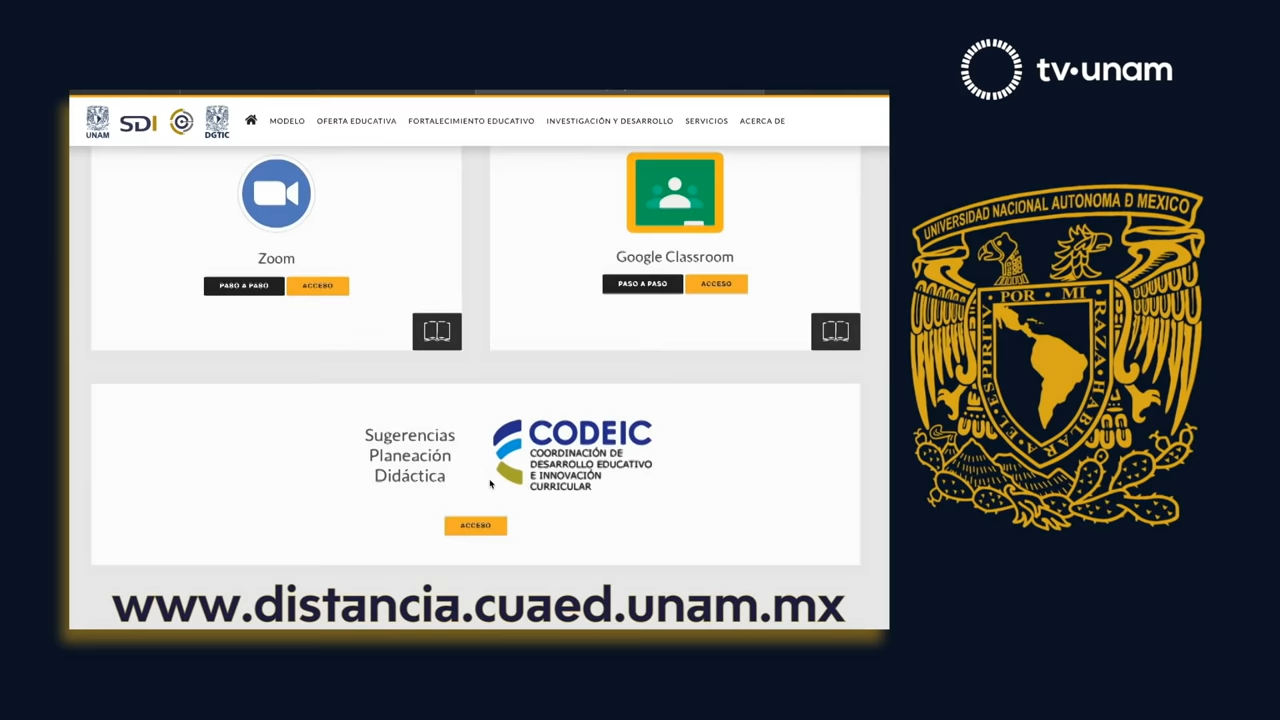 tv·unam
UNAM
SDI
DGTIC
MODELO
OFERTA EDUCATIVA
FORTALECIMIENTO EDUCATIVO
INVESTIGACIÓN Y DESARROLLO
SERVICIOS
ACERCA DE
Zoom
PASO A PASO
ACCESO
Google Classroom
PASO A PASO
ACCESO
Sugerencias
Planeación
Didáctica
CODEIC
COORDINACIÓN DE
DESARROLLO EDUCATIVO
E INNOVACIÓN
CURRICULAR
ACCESO
www.distancia.cuaed.unam.mx
UNIVERSIDAD NACIONAL AUTONOMA D MEXICO
POR · MI
RAZA · HABLARA
EL · ESPIRITV